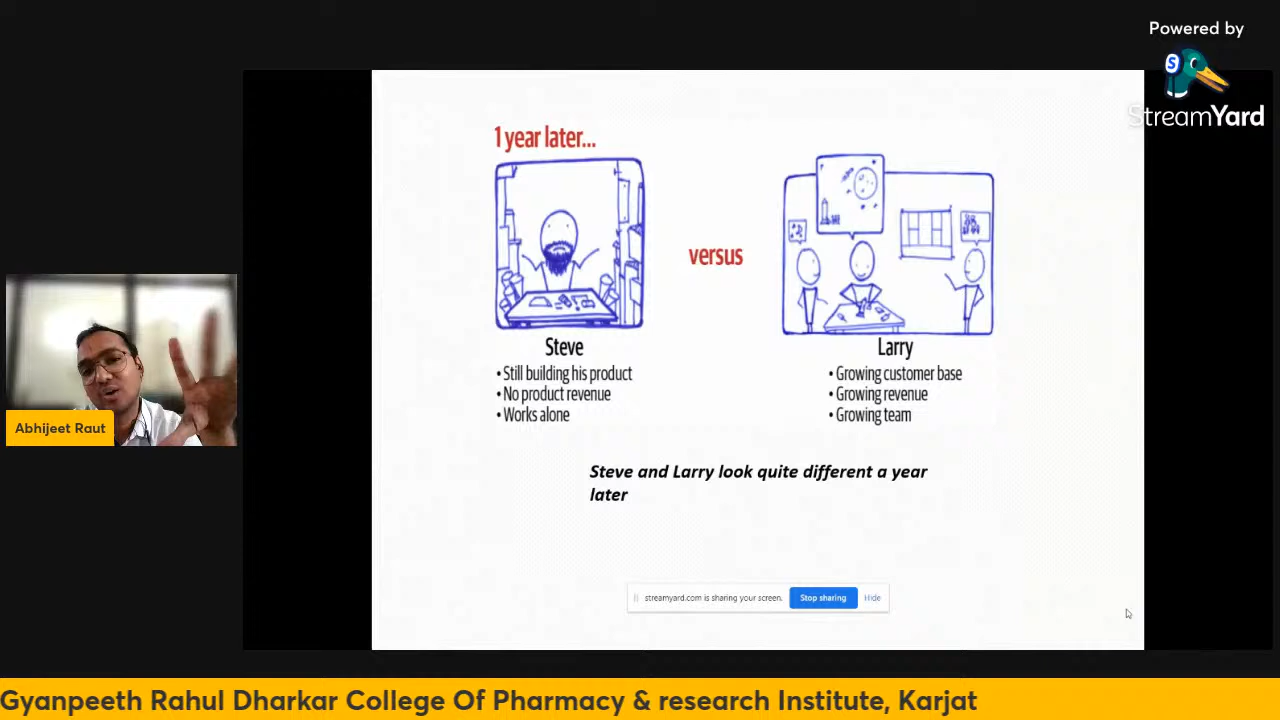 Powered by
StreamYard
1 year later...
versus
Steve
• Still building his product
• No product revenue
• Works alone
Larry
• Growing customer base
• Growing revenue
• Growing team
Steve and Larry look quite different a year
later
Abhijeet Raut
streamyard.com is sharing your screen.
Stop sharing
Hide
Gyanpeeth Rahul Dharkar College Of Pharmacy & research Institute, Karjat